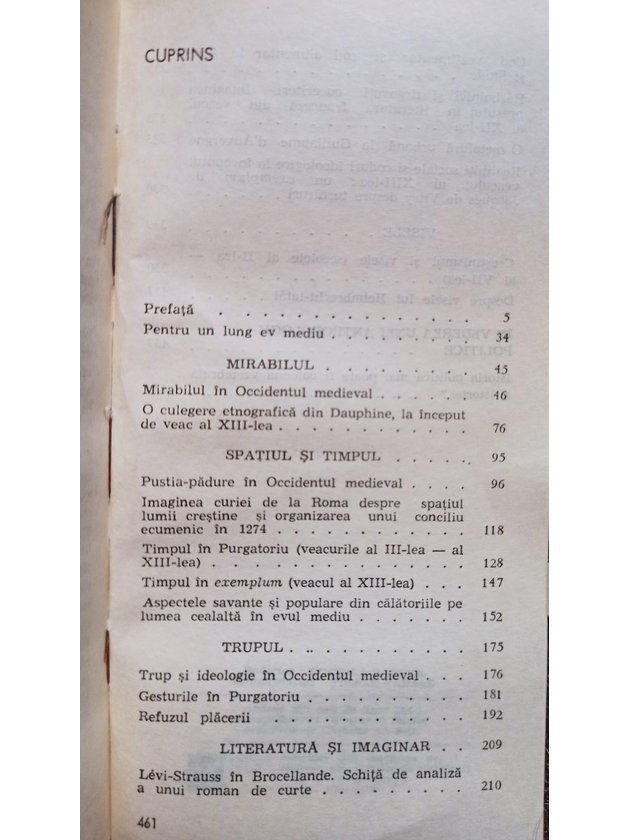 CUPRINS
Prefață . . . . . . . . . . . . . . . 5
Pentru un lung ev mediu . . . . . . . . 34
MIRABILUL . . . . . . . . 45
Mirabilul în Occidentul medieval . . . . . . 46
O culegere etnografică din Dauphine, la început
de veac al XIII-lea . . . . . . . . . . . 76
SPAȚIUL ȘI TIMPUL . . . . . 95
Pustia-pădure în Occidentul medieval . . . . 96
Imaginea curiei de la Roma despre spațiul
lumii creștine și organizarea unui conciliu
ecumenic în 1274 . . . . . . . . . . . 118
Timpul în Purgatoriu (veacurile al III-lea — al
XIII-lea) . . . . . . . . . . . . . . . 128
Timpul în exemplum (veacul al XIII-lea) . . . 147
Aspectele savante și populare din călătoriile pe
lumea cealaltă în evul mediu . . . . . . . 152
TRUPUL . . . . . . . . . . 175
Trup și ideologie în Occidentul medieval . . . 176
Gesturile în Purgatoriu . . . . . . . . . . 181
Refuzul plăcerii . . . . . . . . . . . 192
LITERATURĂ ȘI IMAGINAR . . 209
Lévi-Strauss în Brocellande. Schiță de analiză
a unui roman de curte . . . . . . . . . 210
461